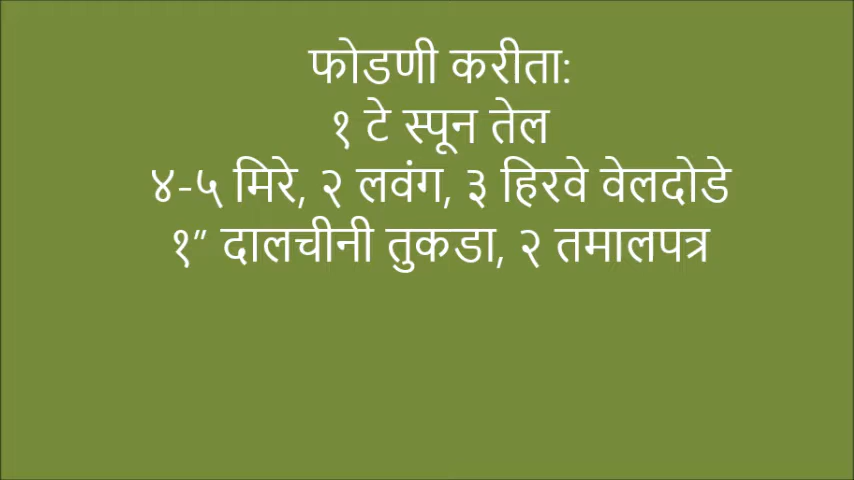 फोडणी करीता:
१ टे स्पून तेल
४-५ मिरे, २ लवंग, ३ हिरवे वेलदोडे
१” दालचीनी तुकडा, २ तमालपत्र